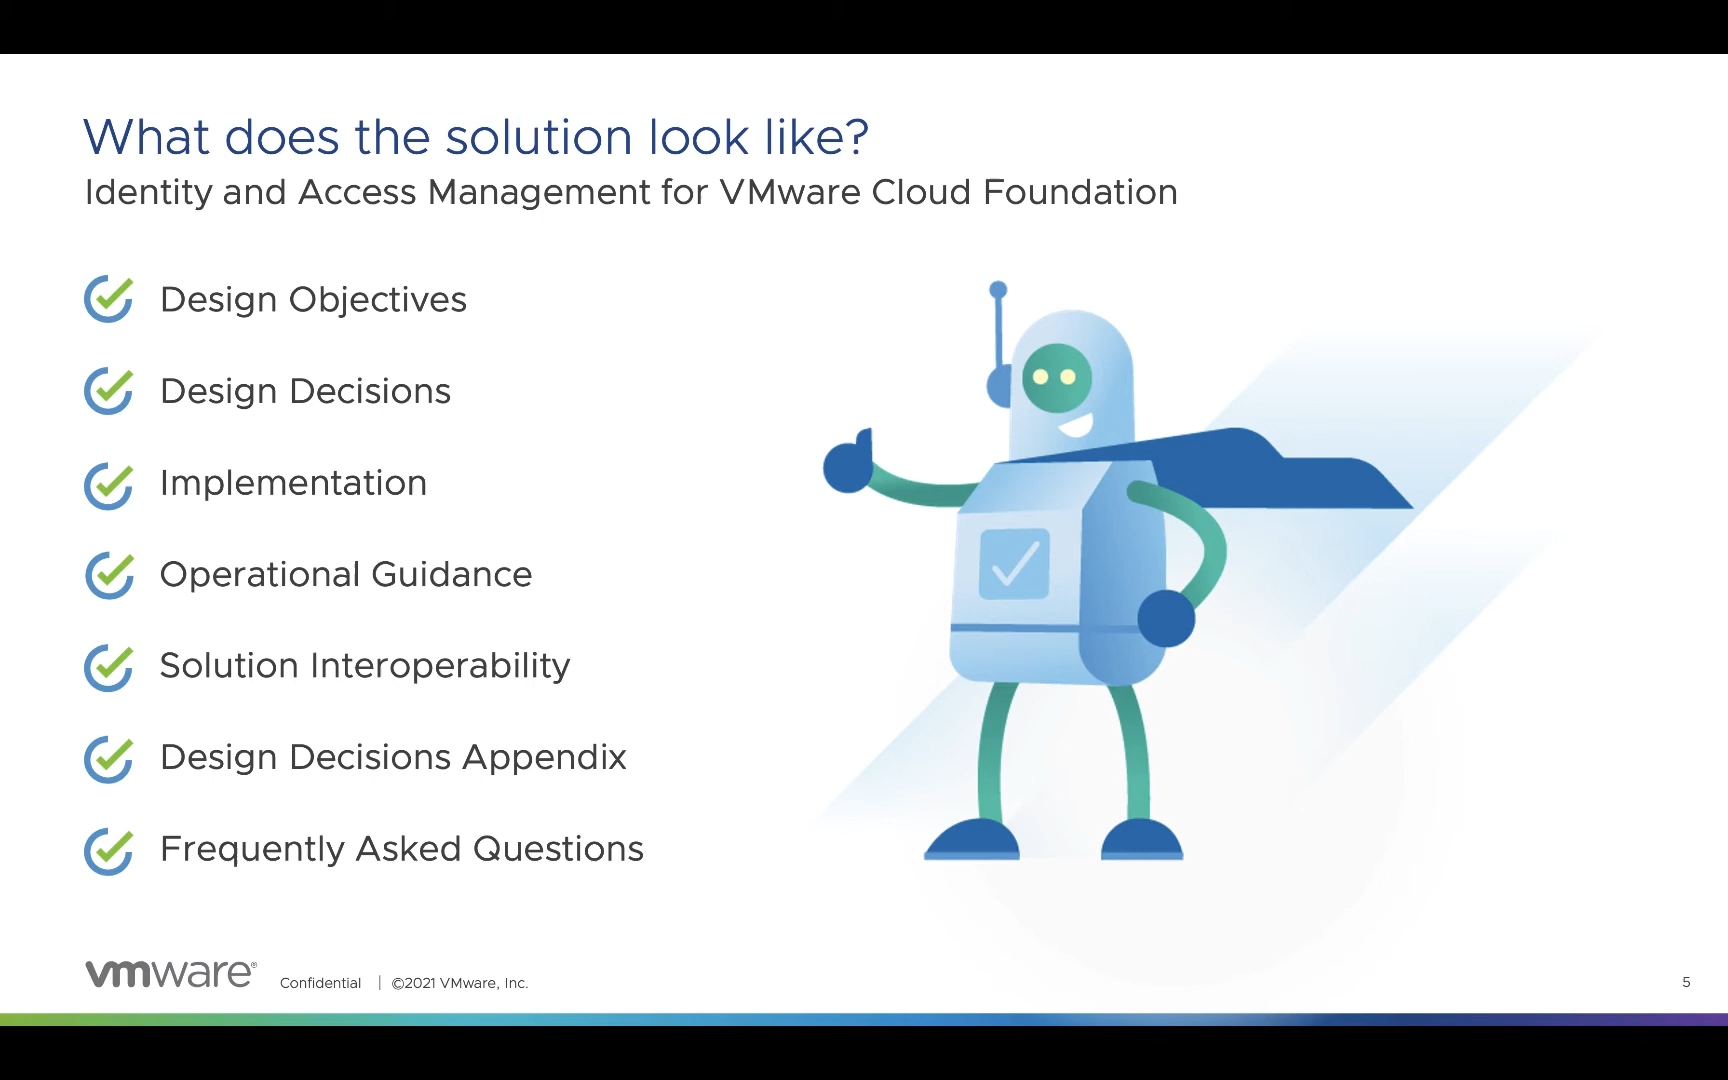 What does the solution look like?
Identity and Access Management for VMware Cloud Foundation
Design Objectives
Design Decisions
Implementation
Operational Guidance
Solution Interoperability
Design Decisions Appendix
Frequently Asked Questions
vmware® Confidential | ©2021 VMware, Inc. 5